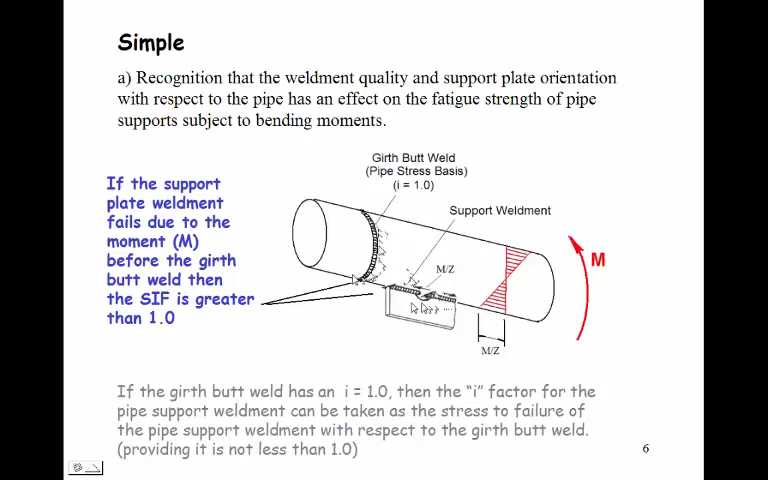 Simple
a) Recognition that the weldment quality and support plate orientation
with respect to the pipe has an effect on the fatigue strength of pipe
supports subject to bending moments.
If the support
plate weldment
fails due to the
moment (M)
before the girth
butt weld then
the SIF is greater
than 1.0
Girth Butt Weld
(Pipe Stress Basis)
(i = 1.0)
Support Weldment
M/Z
M
M/Z
If the girth butt weld has an i = 1.0, then the “i” factor for the
pipe support weldment can be taken as the stress to failure of
the pipe support weldment with respect to the girth butt weld.
(providing it is not less than 1.0)
6